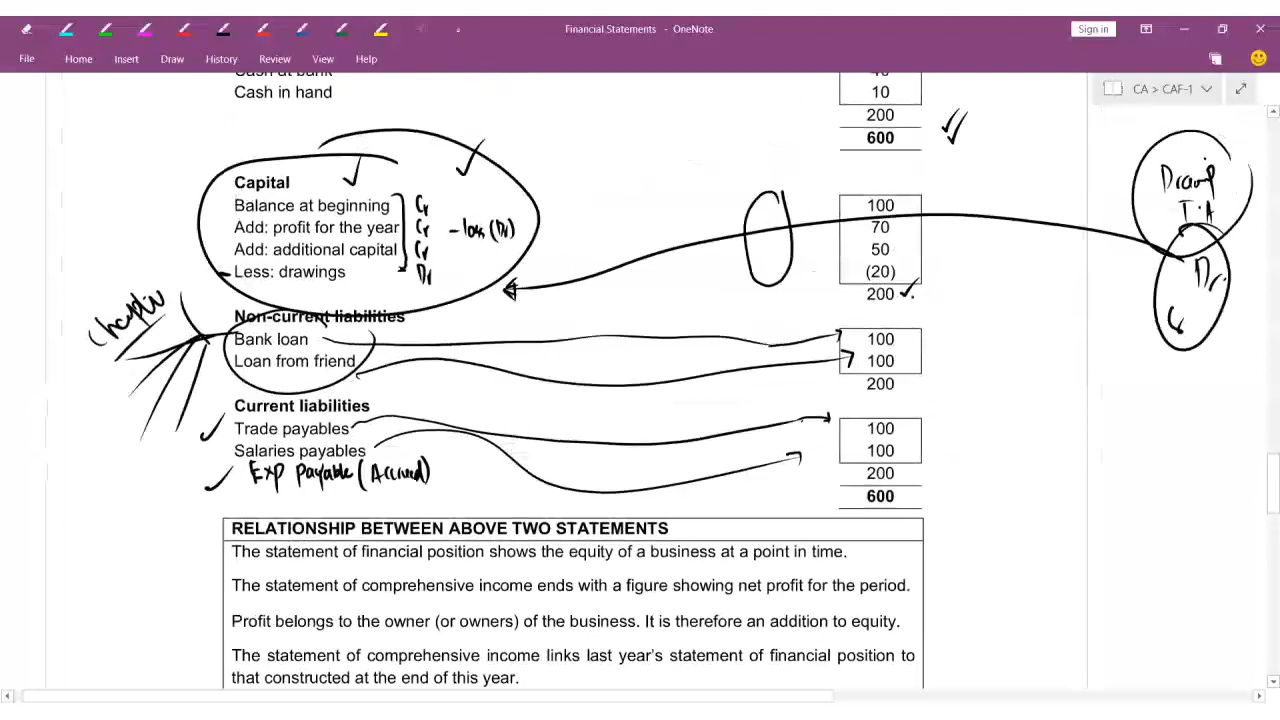 Financial Statements - OneNote
Sign in
File Home Insert Draw History Review View Help
CA > CAF-1
Cash at bank 40
Cash in hand 10
200
600
Capital
Balance at beginning Cr 100
Add: profit for the year Cr - loss (Dr) 70
Add: additional capital Cr 50
Less: drawings Dr (20)
200
Non-current liabilities
Bank loan 100
Loan from friend 100
200
Current liabilities
Trade payables 100
Salaries payables 100
Exp payable (Accrued) 200
600
Dr.
RELATIONSHIP BETWEEN ABOVE TWO STATEMENTS
The statement of financial position shows the equity of a business at a point in time.
The statement of comprehensive income ends with a figure showing net profit for the period.
Profit belongs to the owner (or owners) of the business. It is therefore an addition to equity.
The statement of comprehensive income links last year's statement of financial position to
that constructed at the end of this year.